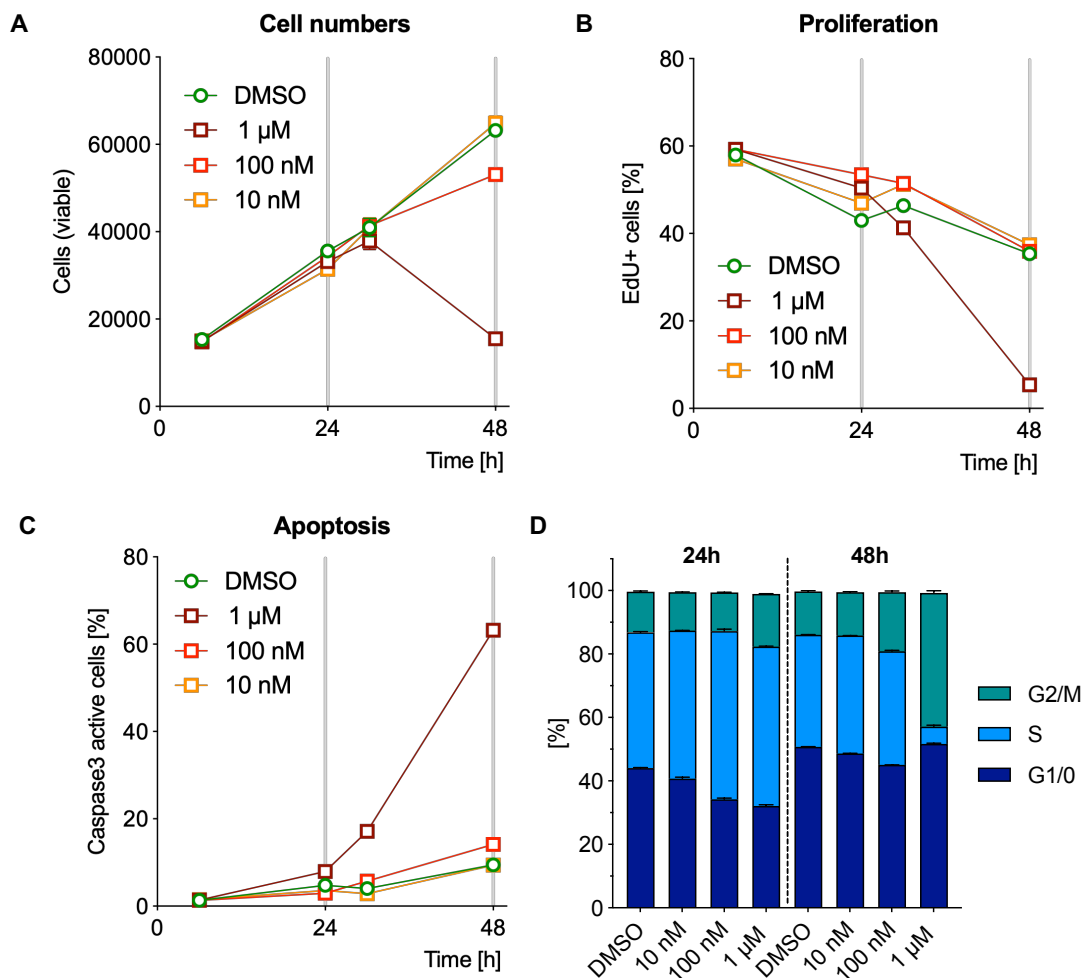 A
Cell numbers
80000
60000
40000
20000
0
0
24
48
Cells (viable)
Time [h]
DMSO
1 µM
100 nM
10 nM
B
Proliferation
80
60
40
20
0
0
24
48
EdU+ cells [%]
Time [h]
DMSO
1 µM
100 nM
10 nM
C
Apoptosis
80
60
40
20
0
0
24
48
Caspase3 active cells [%]
Time [h]
DMSO
1 µM
100 nM
10 nM
D
24h
48h
100
80
60
40
20
0
[%]
DMSO
10 nM
100 nM
1 µM
DMSO
10 nM
100 nM
1 µM
G2/M
S
G1/0